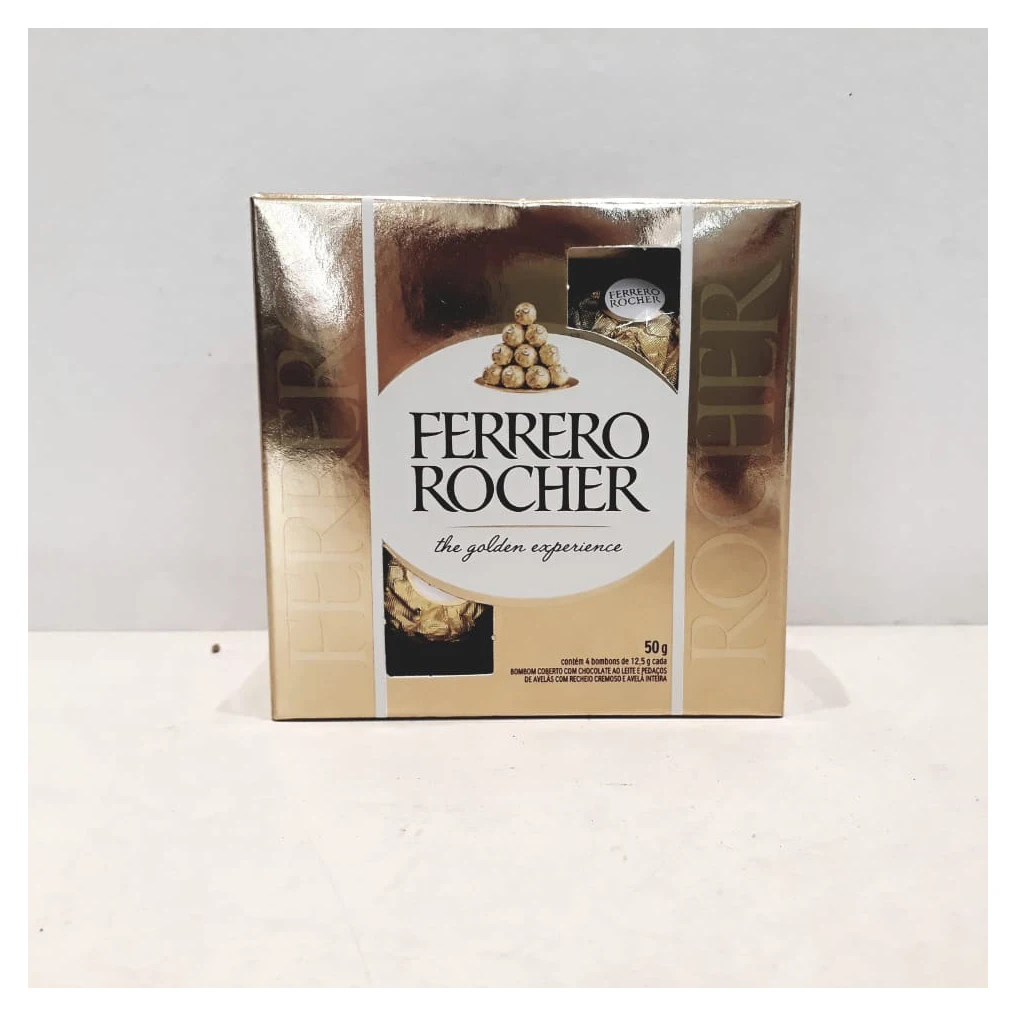 FERRERO
ROCHER
FERRERO
ROCHER
the golden experience
FERRERO
ROCHER
50 g
contém 4 bombons de 12,5 g cada
BOMBOM COBERTO COM CHOCOLATE AO LEITE E PEDAÇOS
DE AVELÃS COM RECHEIO CREMOSO E AVELÃ INTEIRA